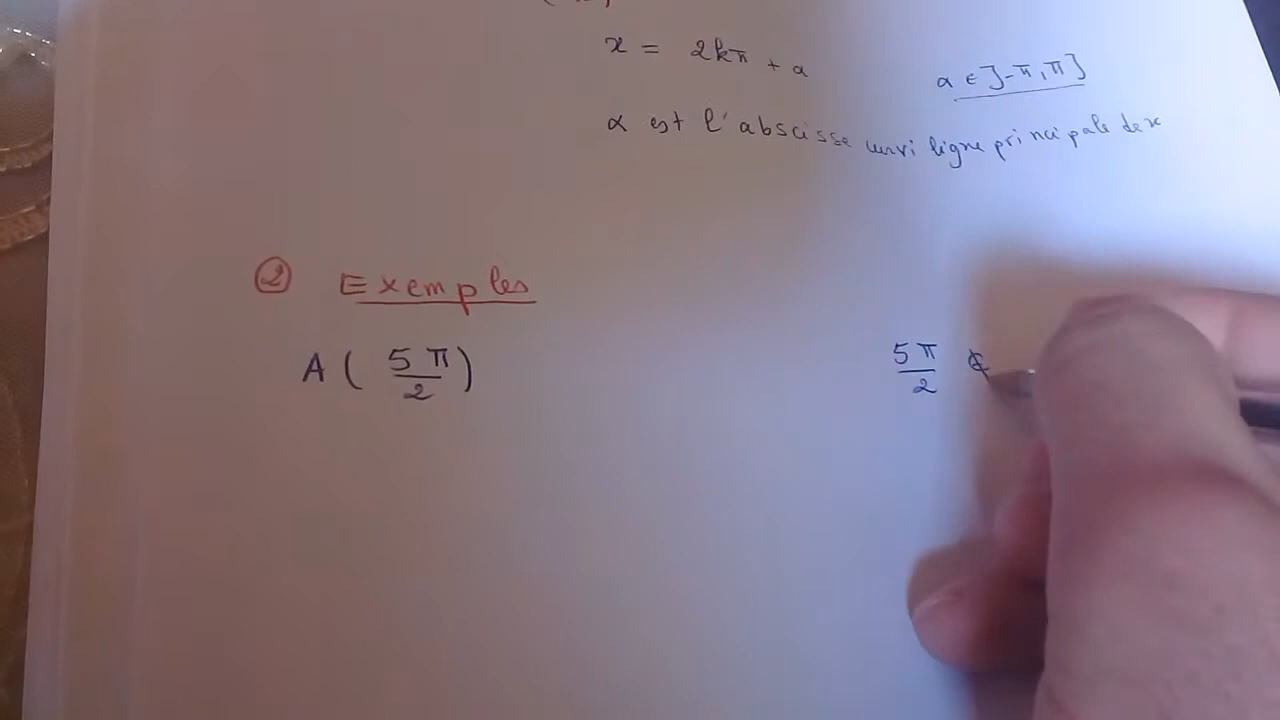 x = 2kπ + α
α ∈ ]-π, π]
α est l'abscisse curviligne principale de x
② Exemples
A ( 5π/2 )
5π/2 ∉